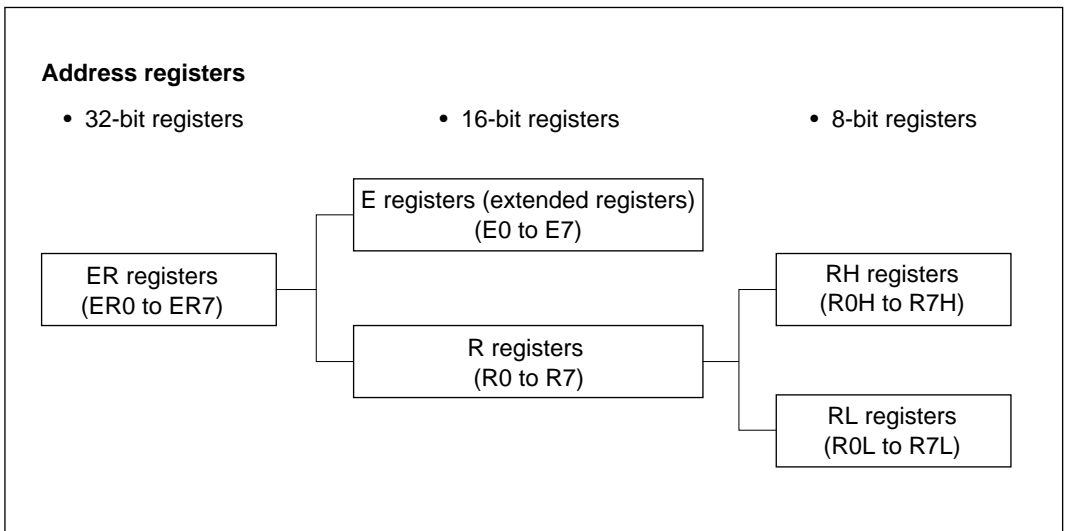 Address registers
• 32-bit registers
• 16-bit registers
• 8-bit registers
E registers (extended registers)
(E0 to E7)
ER registers
(ER0 to ER7)
RH registers
(R0H to R7H)
R registers
(R0 to R7)
RL registers
(R0L to R7L)